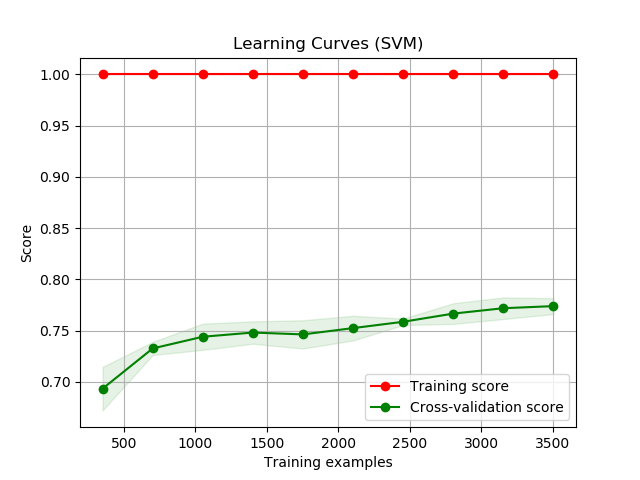 Learning Curves (SVM)
1.00
0.95
0.90
0.85
0.80
0.75
0.70
Score
Training score
Cross-validation score
500 1000 1500 2000 2500 3000 3500
Training examples